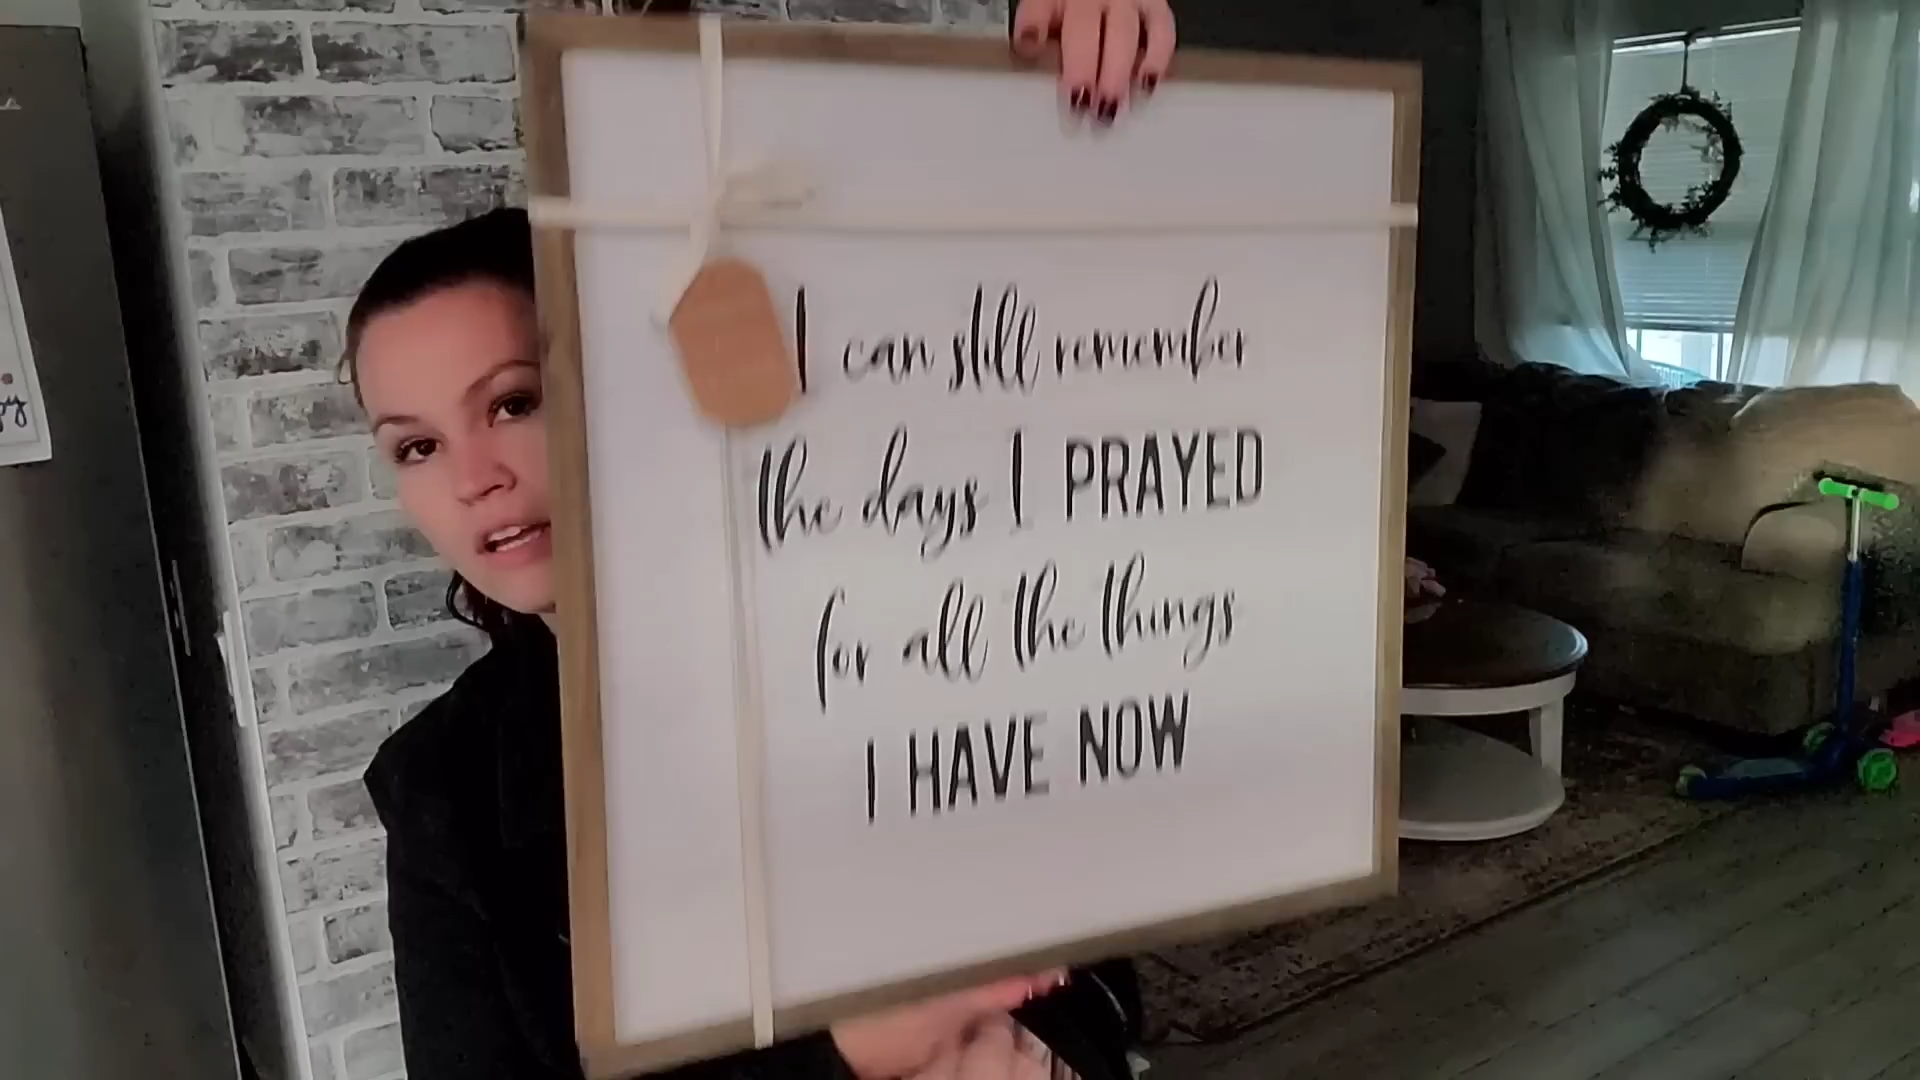 I can still remember
the days I PRAYED
for all the things
I HAVE NOW